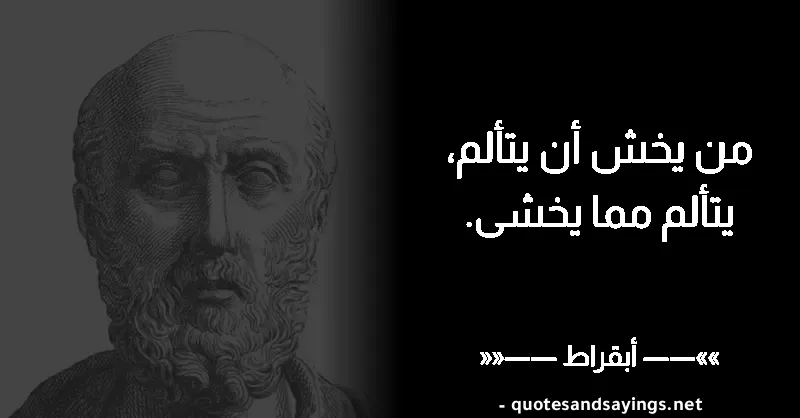 من يخش أن يتألم،
يتألم مما يخشى.
»»—— أبقراط ——««
- quotesandsayings.net